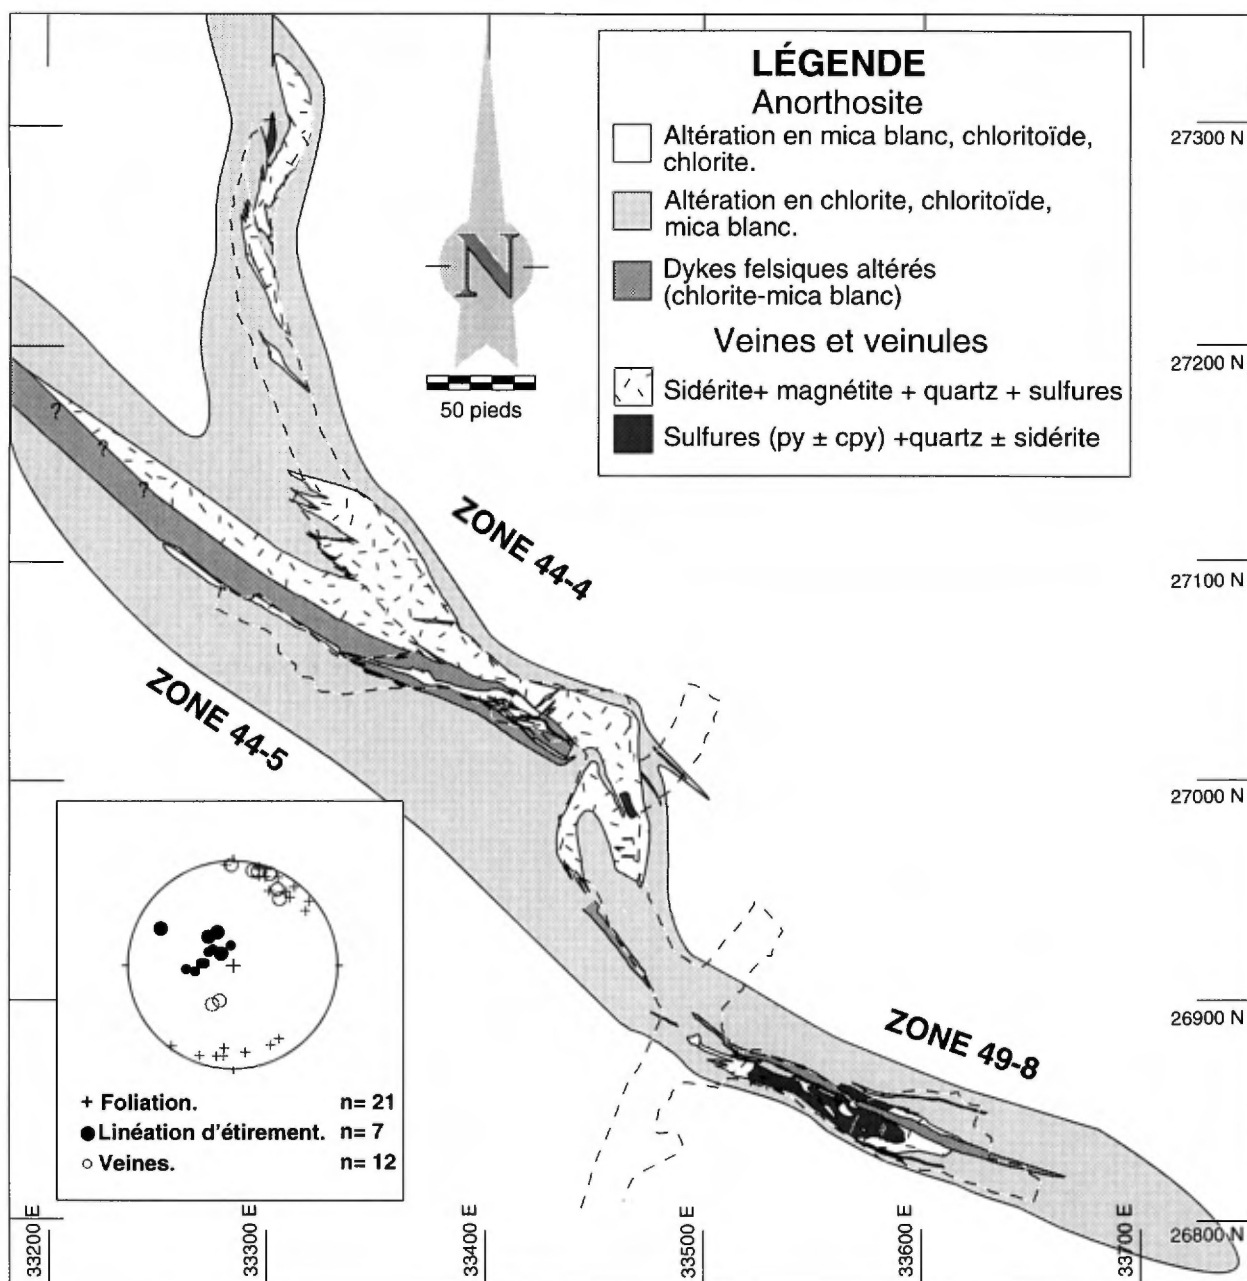 LÉGENDE
Anorthosite
Altération en mica blanc, chloritoïde,
chlorite.
Altération en chlorite, chloritoïde,
mica blanc.
Dykes felsiques altérés
(chlorite-mica blanc)
Veines et veinules
Sidérite+ magnétite + quartz + sulfures
Sulfures (py ± cpy) +quartz ± sidérite
N
50 pieds
27300 N
27200 N
27100 N
27000 N
26900 N
26800 N
?
?
?
ZONE 44-4
ZONE 44-5
ZONE 49-8
+ Foliation. n= 21
Linéation d'étirement. n= 7
Veines. n= 12
33200 E
33300 E
33400 E
33500 E
33600 E
33700 E